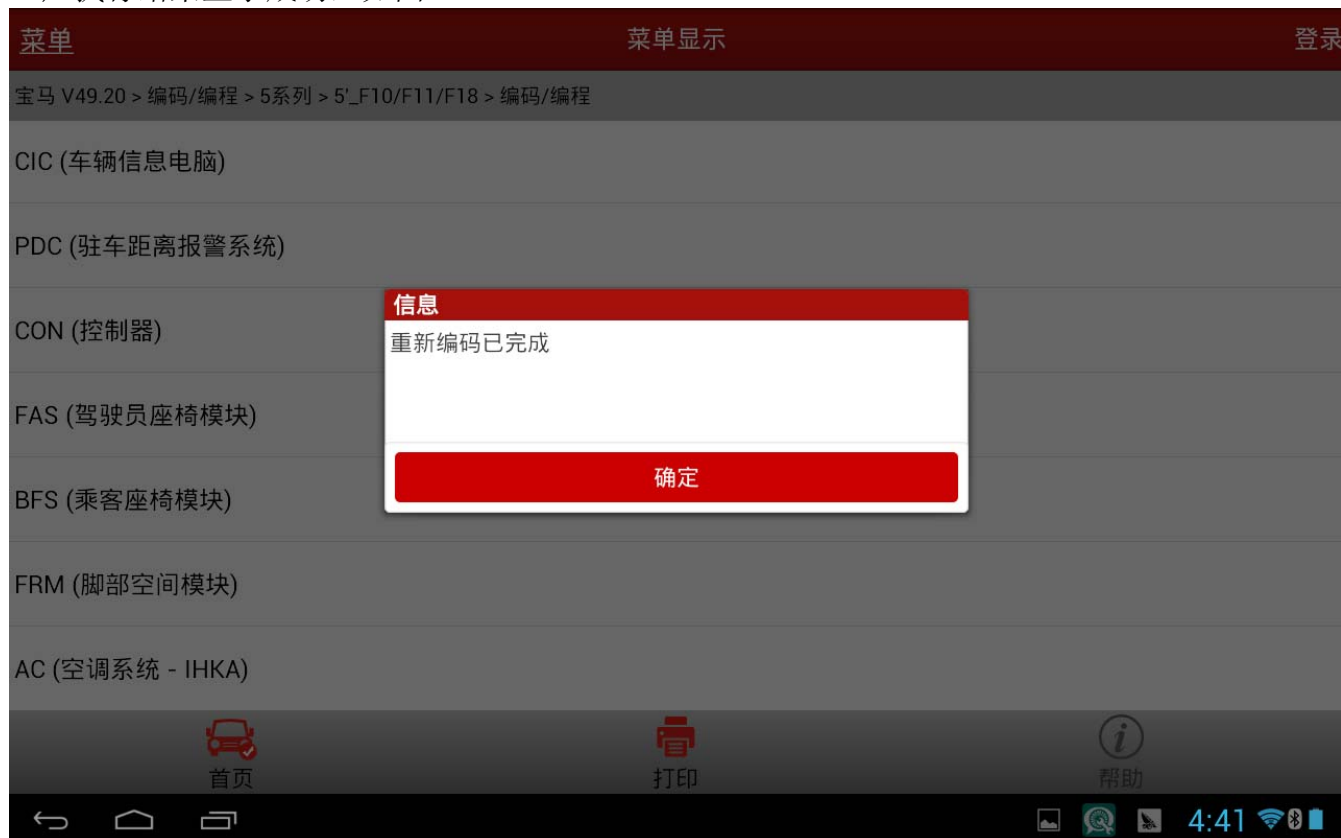 菜单
菜单显示
登录
宝马 V49.20 > 编码/编程 > 5系列 > 5'_F10/F11/F18 > 编码/编程
CIC (车辆信息电脑)
PDC (驻车距离报警系统)
CON (控制器)
FAS (驾驶员座椅模块)
BFS (乘客座椅模块)
FRM (脚部空间模块)
AC (空调系统 - IHKA)
信息
重新编码已完成
确定
首页
打印
帮助
4:41